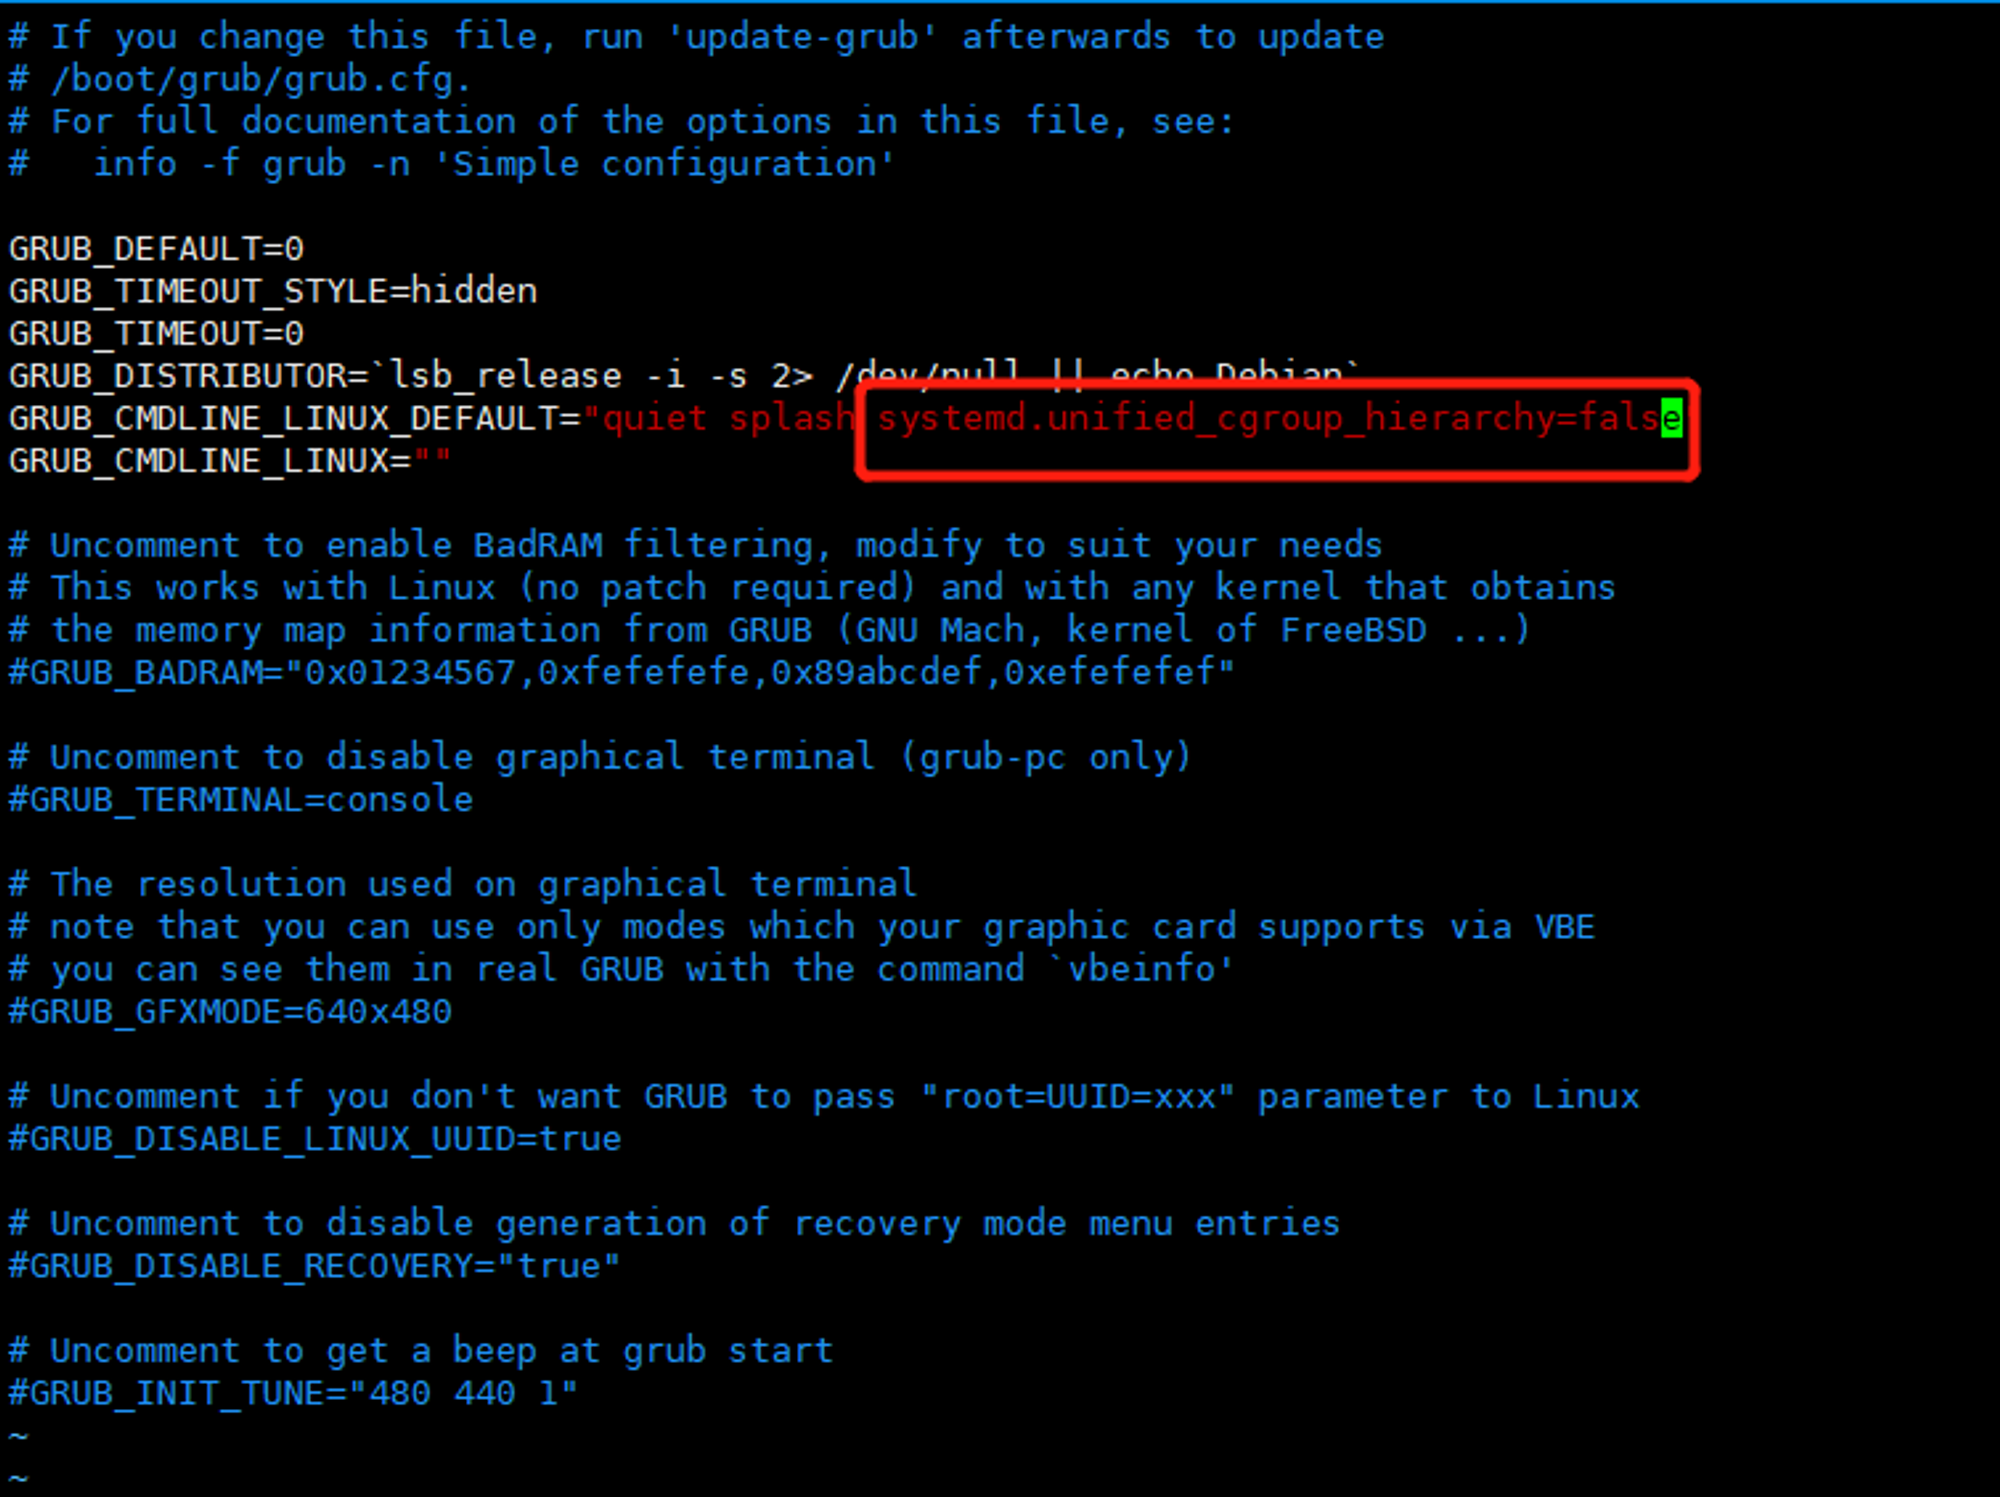 # If you change this file, run 'update-grub' afterwards to update
# /boot/grub/grub.cfg.
# For full documentation of the options in this file, see:
#   info -f grub -n 'Simple configuration'
GRUB_DEFAULT=0
GRUB_TIMEOUT_STYLE=hidden
GRUB_TIMEOUT=0
GRUB_DISTRIBUTOR=`lsb_release -i -s 2> /dev/null || echo Debian`
GRUB_CMDLINE_LINUX_DEFAULT="quiet splash systemd.unified_cgroup_hierarchy=false
GRUB_CMDLINE_LINUX=""
# Uncomment to enable BadRAM filtering, modify to suit your needs
# This works with Linux (no patch required) and with any kernel that obtains
# the memory map information from GRUB (GNU Mach, kernel of FreeBSD ...)
#GRUB_BADRAM="0x01234567,0xfefefefe,0x89abcdef,0xefefefef"
# Uncomment to disable graphical terminal (grub-pc only)
#GRUB_TERMINAL=console
# The resolution used on graphical terminal
# note that you can use only modes which your graphic card supports via VBE
# you can see them in real GRUB with the command `vbeinfo'
#GRUB_GFXMODE=640x480
# Uncomment if you don't want GRUB to pass "root=UUID=xxx" parameter to Linux
#GRUB_DISABLE_LINUX_UUID=true
# Uncomment to disable generation of recovery mode menu entries
#GRUB_DISABLE_RECOVERY="true"
# Uncomment to get a beep at grub start
#GRUB_INIT_TUNE="480 440 1"
~
~